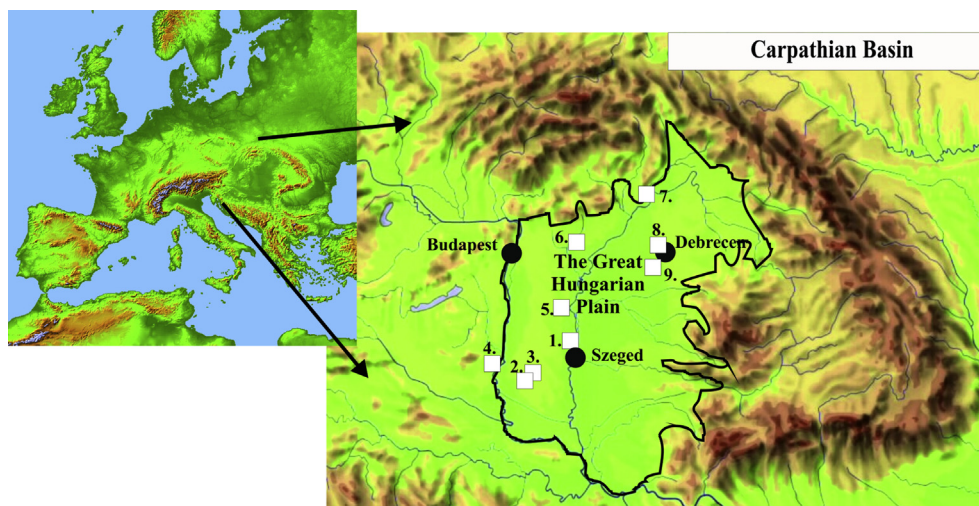 Carpathian Basin
7.
Budapest
6.
8.
Debrecen
The Great
Hungarian
Plain
9.
5.
1.
Szeged
4.
2.
3.